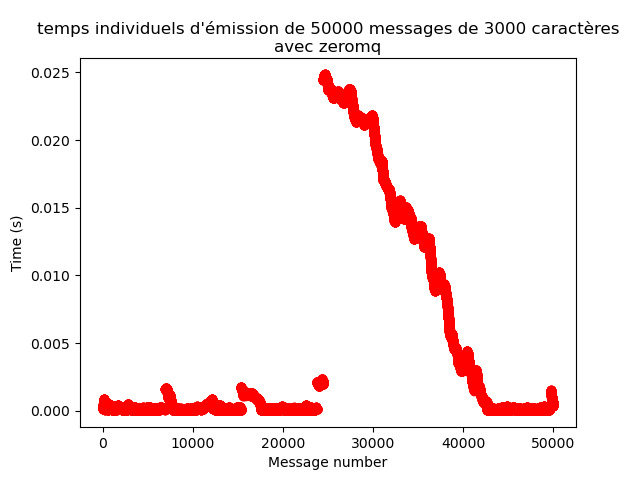 temps individuels d'émission de 50000 messages de 3000 caractères
avec zeromq
0.025
0.020
0.015
0.010
0.005
0.000
Time (s)
0 10000 20000 30000 40000 50000
Message number